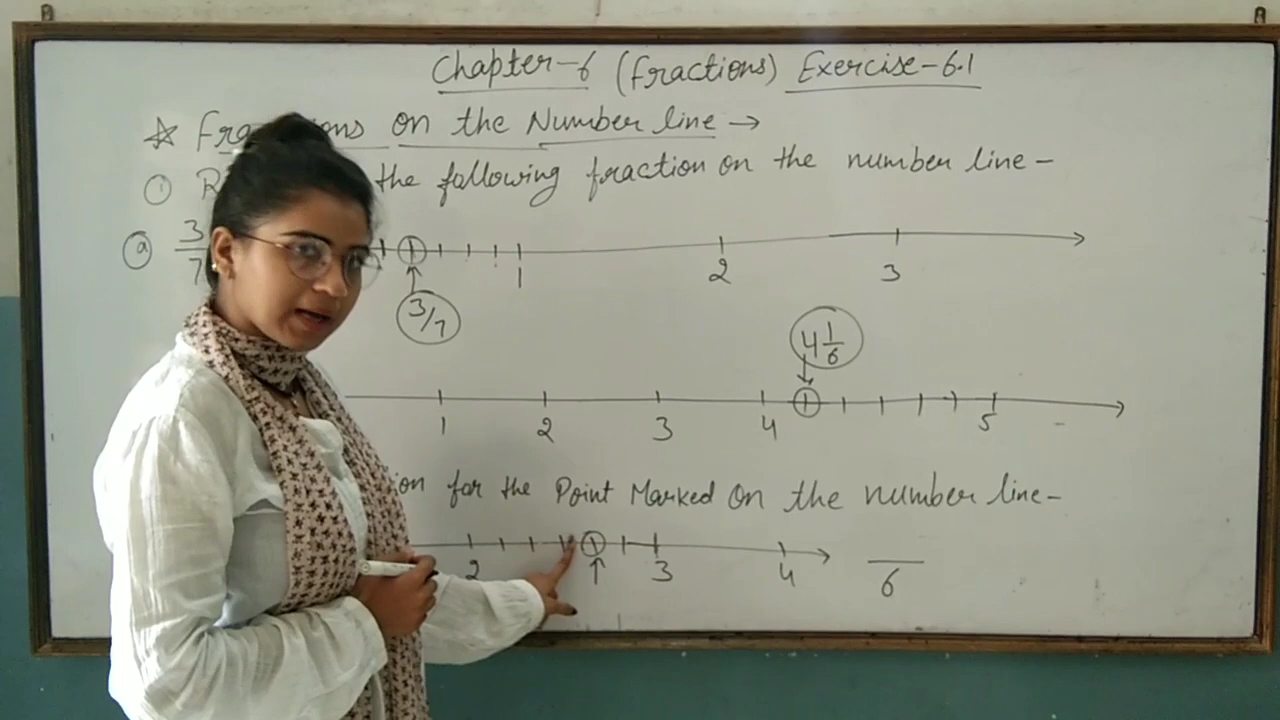 Chapter-6 (Fractions) Exercise-6.1
☆ Fractions on the Number line →
① the following fraction on the number line -
ⓐ 3/7
1 2 3
3/7
4 1/6
1 2 3 4 5
for the Point Marked On the number line-
2 3 4
/6